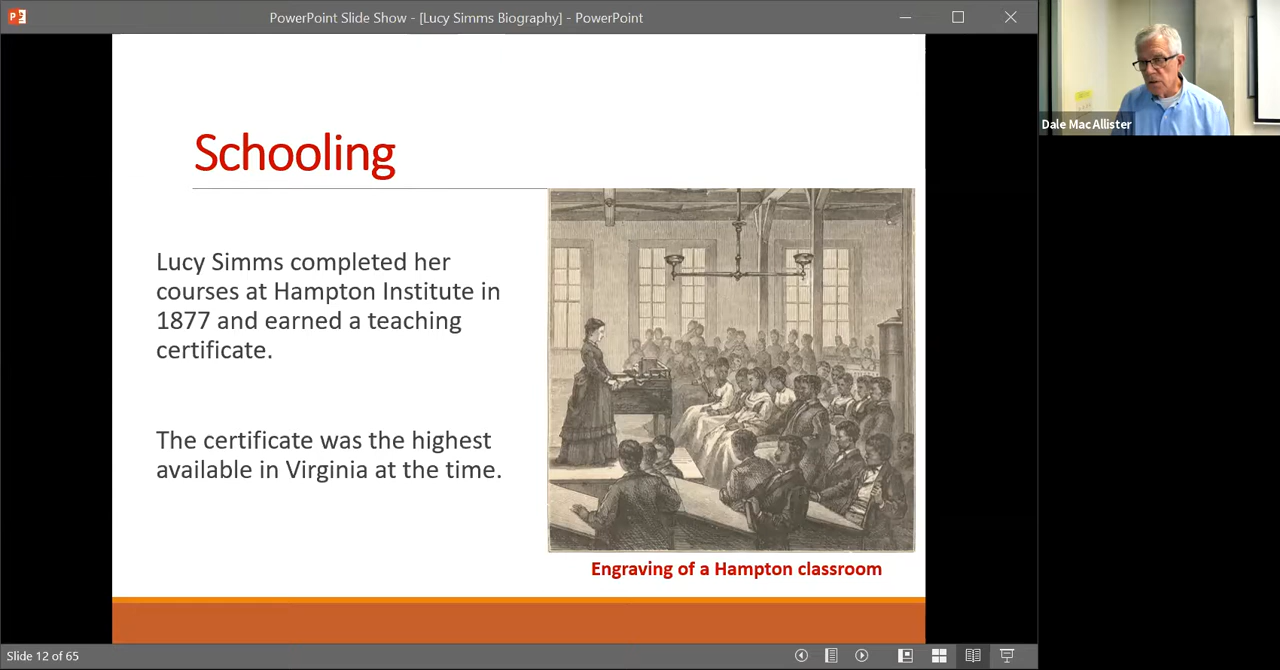 PowerPoint Slide Show - [Lucy Simms Biography] - PowerPoint
Dale Mac Allister
Schooling
Lucy Simms completed her
courses at Hampton Institute in
1877 and earned a teaching
certificate.
The certificate was the highest
available in Virginia at the time.
Engraving of a Hampton classroom
Slide 12 of 65